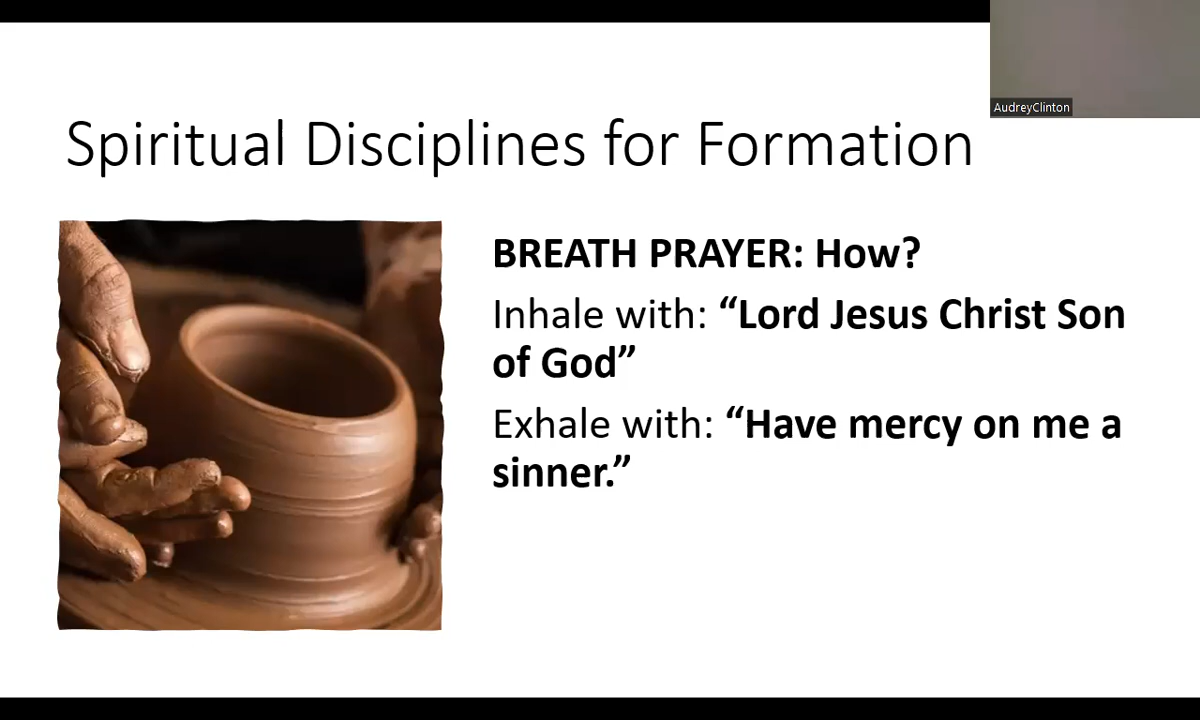 AudreyClinton
Spiritual Disciplines for Formation
BREATH PRAYER: How?
Inhale with: “Lord Jesus Christ Son
of God”
Exhale with: “Have mercy on me a
sinner.”